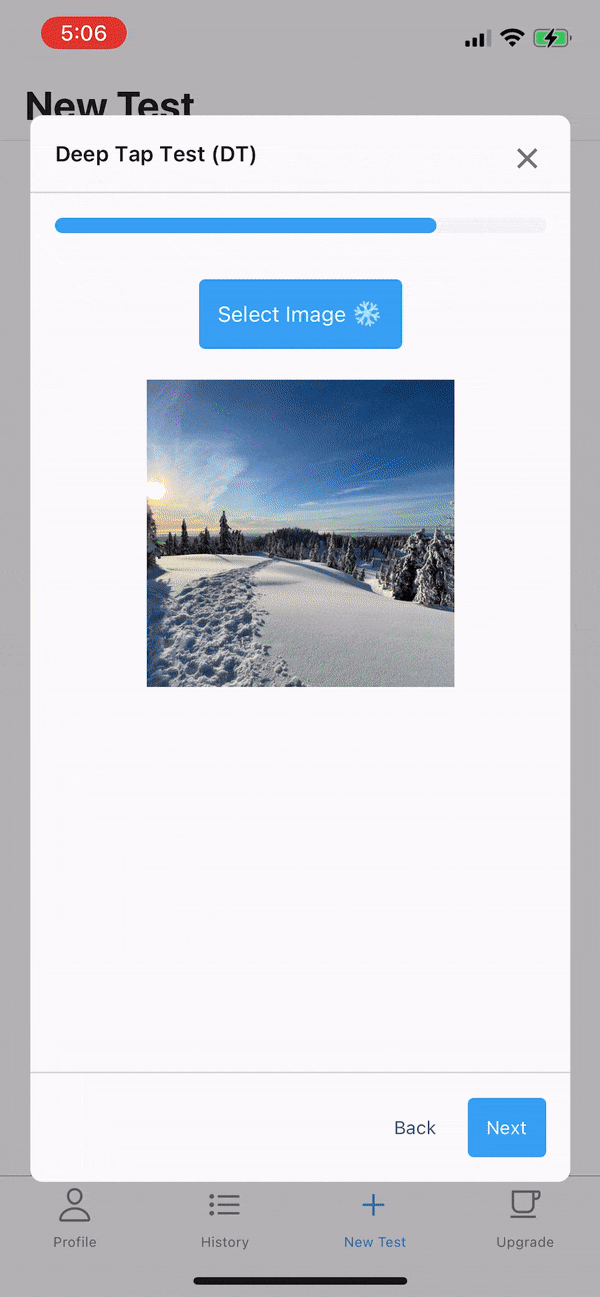 5:06
New Test
Deep Tap Test (DT)
Select Image
Back
Next
Profile
History
New Test
Upgrade